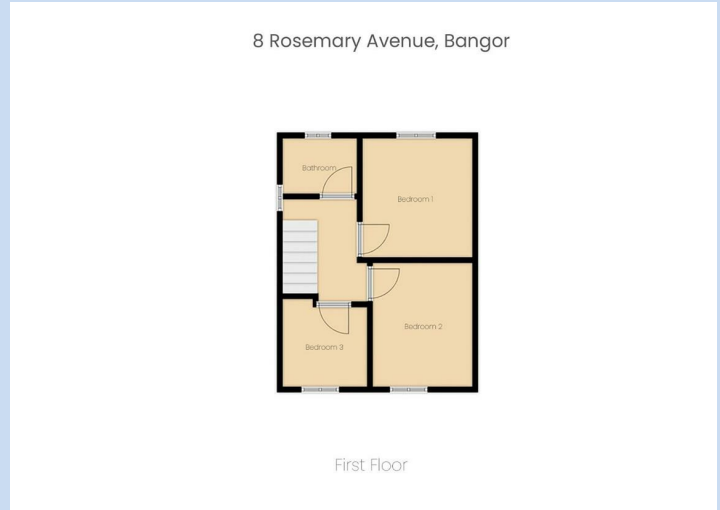 8 Rosemary Avenue, Bangor
Bathroom
Bedroom 1
Bedroom 2
Bedroom 3
First Floor